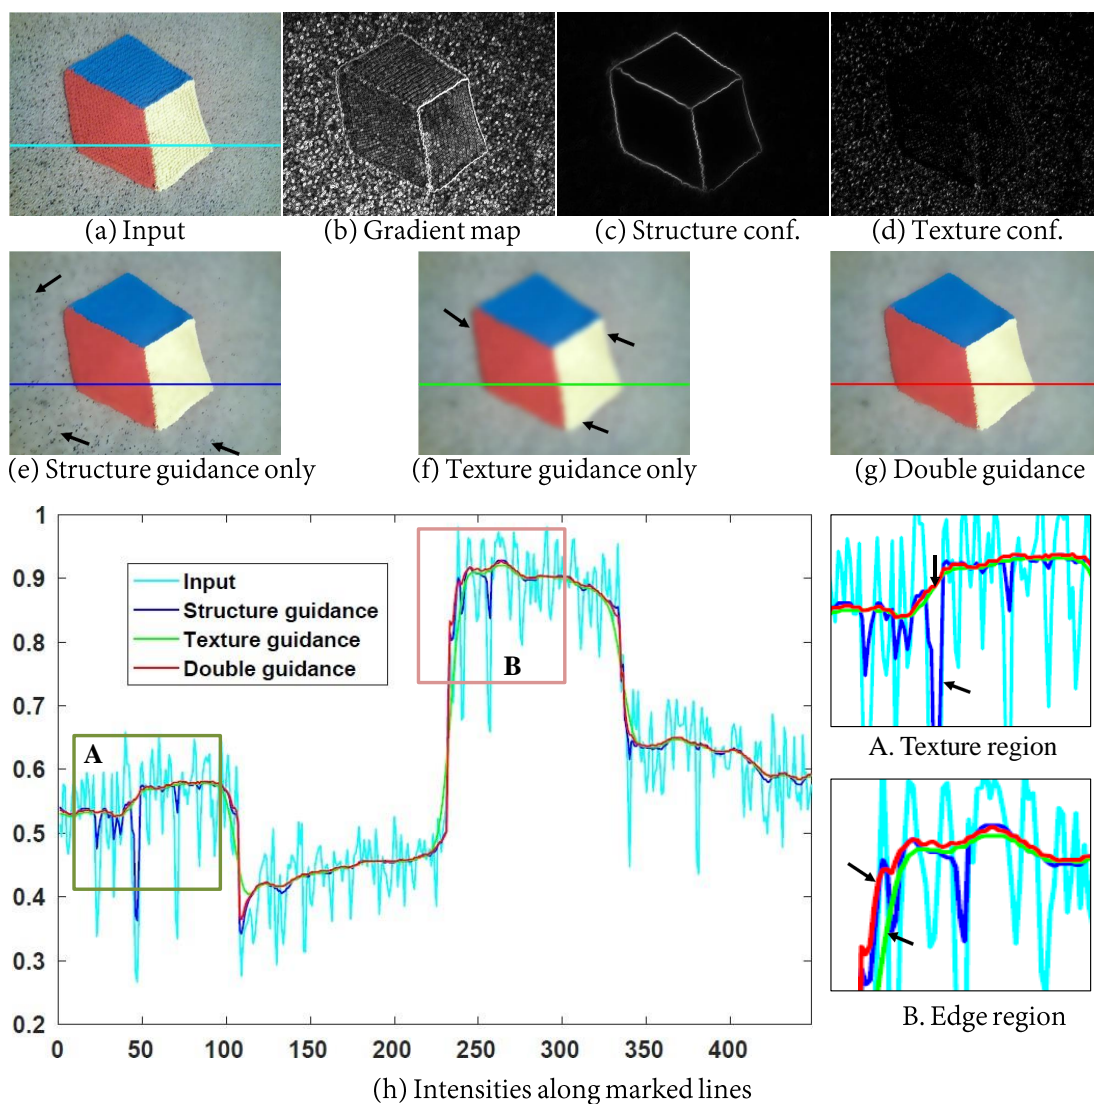 (a) Input
(b) Gradient map
(c) Structure conf.
(d) Texture conf.
(e) Structure guidance only
(f) Texture guidance only
(g) Double guidance
1
0.9
0.8
0.7
0.6
0.5
0.4
0.3
0.2
0 50 100 150 200 250 300 350 400
Input
Structure guidance
Texture guidance
Double guidance
A
B
A. Texture region
B. Edge region
(h) Intensities along marked lines